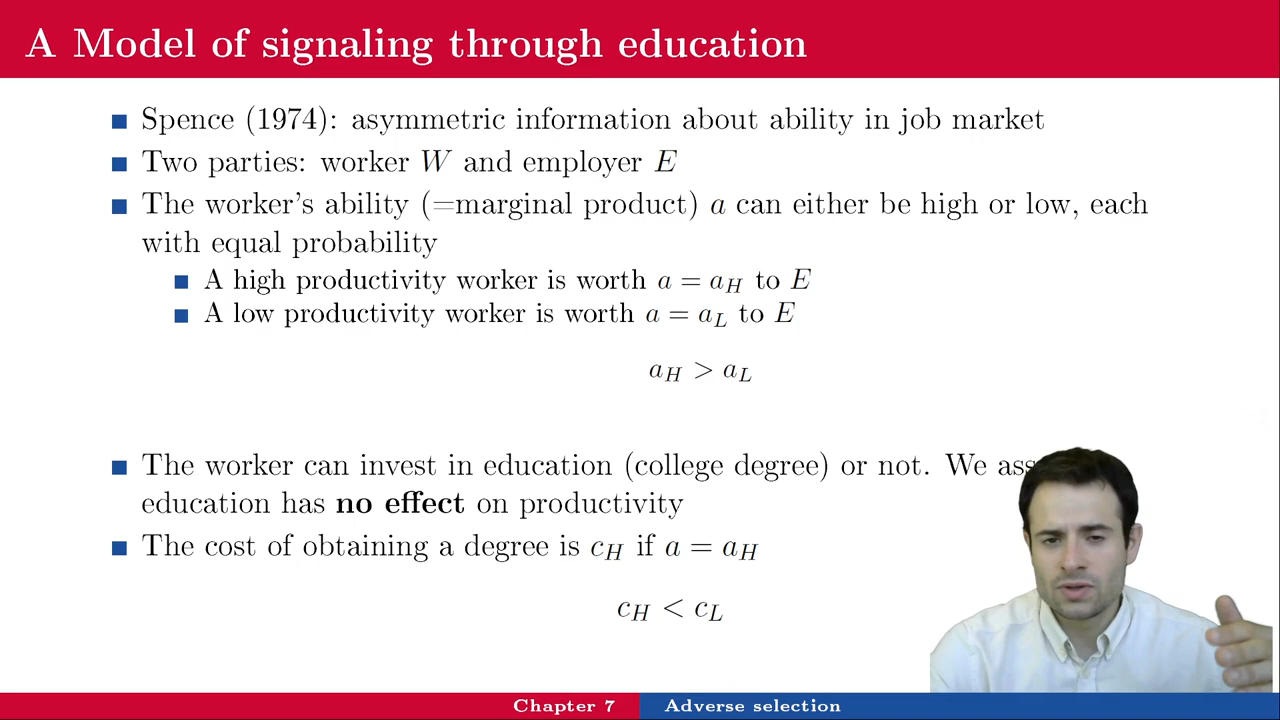 A Model of signaling through education
■ Spence (1974): asymmetric information about ability in job market
■ Two parties: worker W and employer E
■ The worker's ability (=marginal product) a can either be high or low, each
with equal probability
■ A high productivity worker is worth a = a_H to E
■ A low productivity worker is worth a = a_L to E
a_H > a_L
■ The worker can invest in education (college degree) or not. We
education has no effect on productivity
■ The cost of obtaining a degree is c_H if a = a_H
c_H < c_L
Chapter 7 Adverse selection